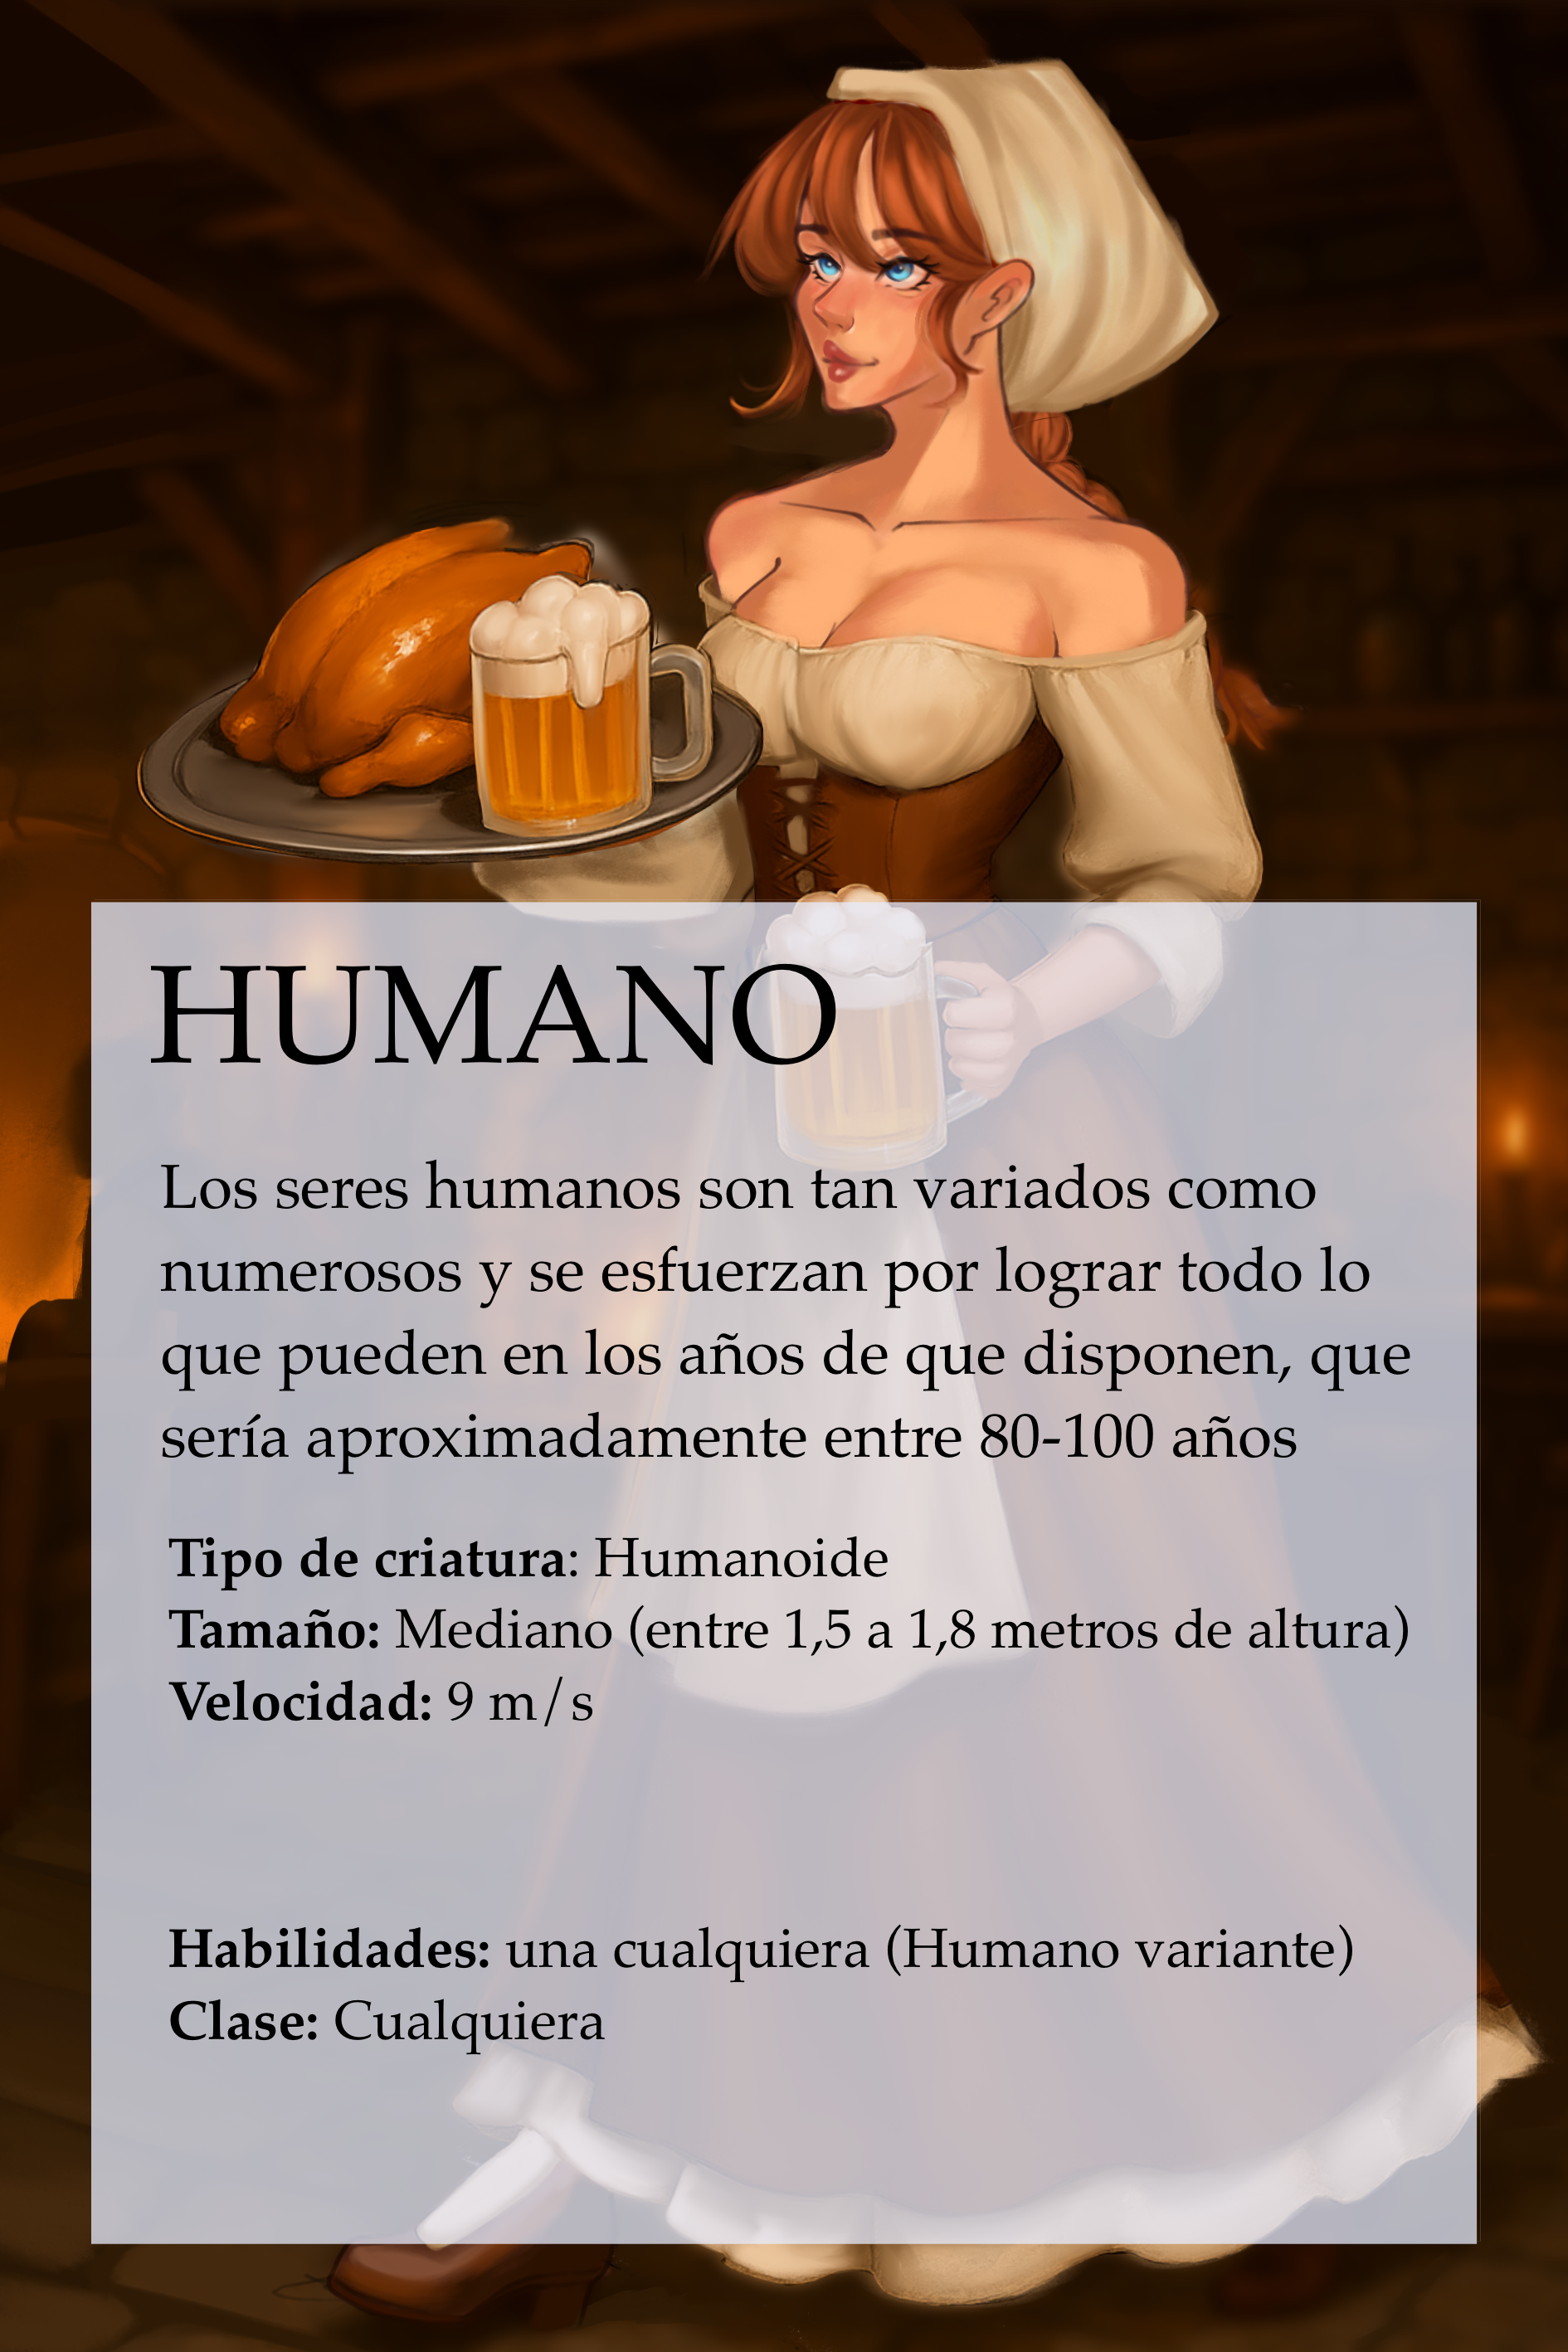 HUMANO
Los seres humanos son tan variados como
numerosos y se esfuerzan por lograr todo lo
que pueden en los años de que disponen, que
sería aproximadamente entre 80-100 años
Tipo de criatura: Humanoide
Tamaño: Mediano (entre 1,5 a 1,8 metros de altura)
Velocidad: 9 m/s
Habilidades: una cualquiera (Humano variante)
Clase: Cualquiera